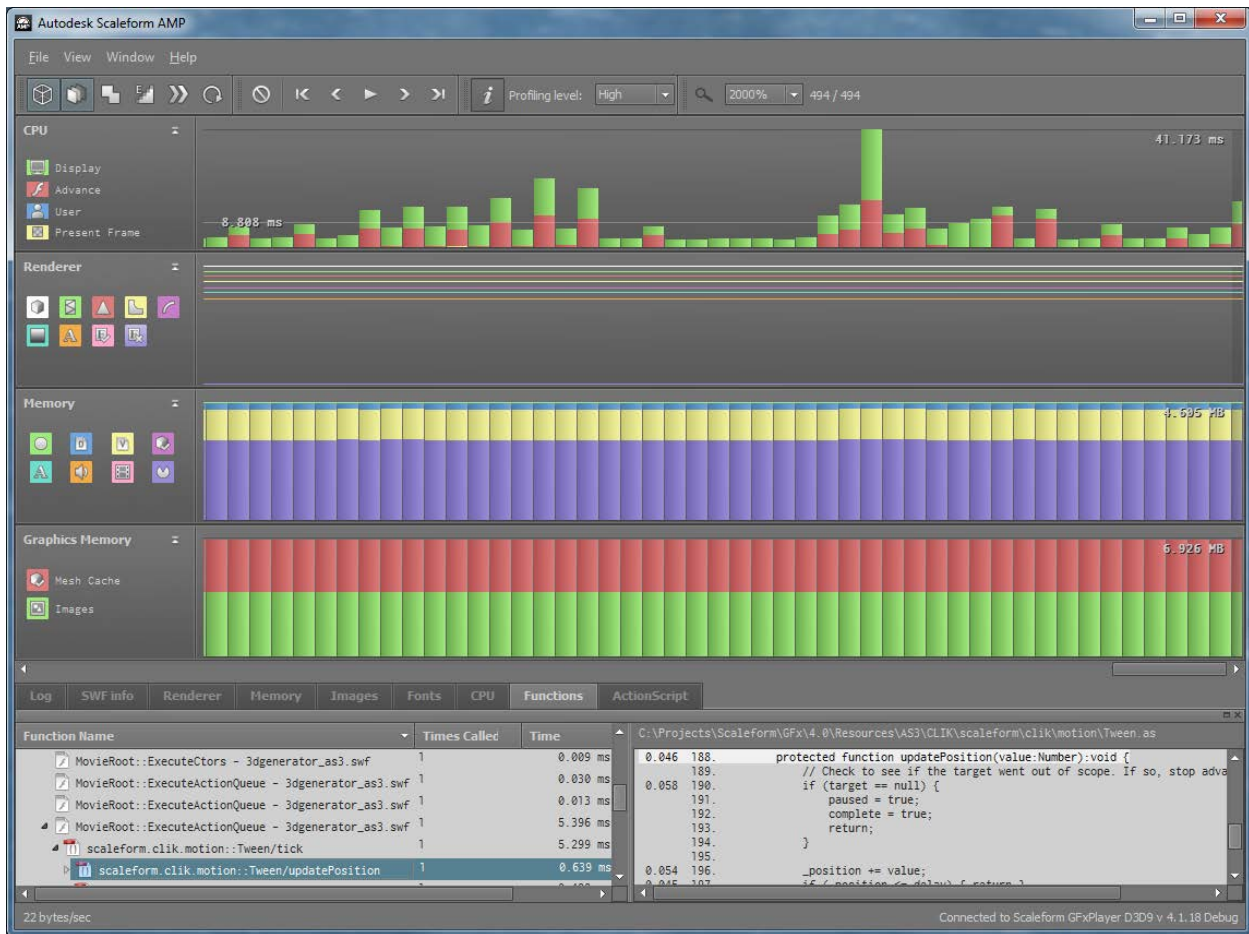 Autodesk Scaleform AMP
File View Window Help
Profiling level: High 2000% 494 / 494
CPU
41.173 ms
Display
Advance
User
8.808 ms
Present Frame
Renderer
Memory
4.695 MB
Graphics Memory
6.926 MB
Mesh Cache
Images
Log SWF info Renderer Memory Images Fonts CPU Functions ActionScript
Function Name Times Called Time
MovieRoot::ExecuteCtors - 3dgenerator_as3.swf 1 0.009 ms
MovieRoot::ExecuteActionQueue - 3dgenerator_as3.swf 1 0.030 ms
MovieRoot::ExecuteActionQueue - 3dgenerator_as3.swf 1 0.013 ms
MovieRoot::ExecuteActionQueue - 3dgenerator_as3.swf 1 5.396 ms
scaleform.clik.motion::Tween/tick 1 5.299 ms
scaleform.clik.motion::Tween/updatePosition 1 0.639 ms
C:\Projects\Scaleform\GFx\4.0\Resources\AS3\CLIK\scaleform\clik\motion\Tween.as
0.046 188. protected function updatePosition(value:Number):void {
189. // Check to see if the target went out of scope. If so, stop adva
0.058 190. if (target == null) {
191. paused = true;
192. complete = true;
193. return;
194. }
195.
0.054 196. _position += value;
0.045 197. if (_position <= delay) { return }
22 bytes/sec
Connected to Scaleform GFxPlayer D3D9 v 4.1.18 Debug